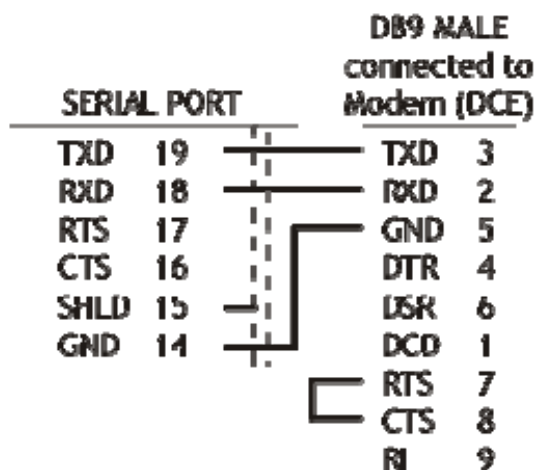 DB9 MALE
connected to
Modem (DCE)
SERIAL PORT
TXD 19
RXD 18
RTS 17
CTS 16
SHLD 15
GND 14
TXD 3
RXD 2
GND 5
DTR 4
DSR 6
DCD 1
RTS 7
CTS 8
RI 9